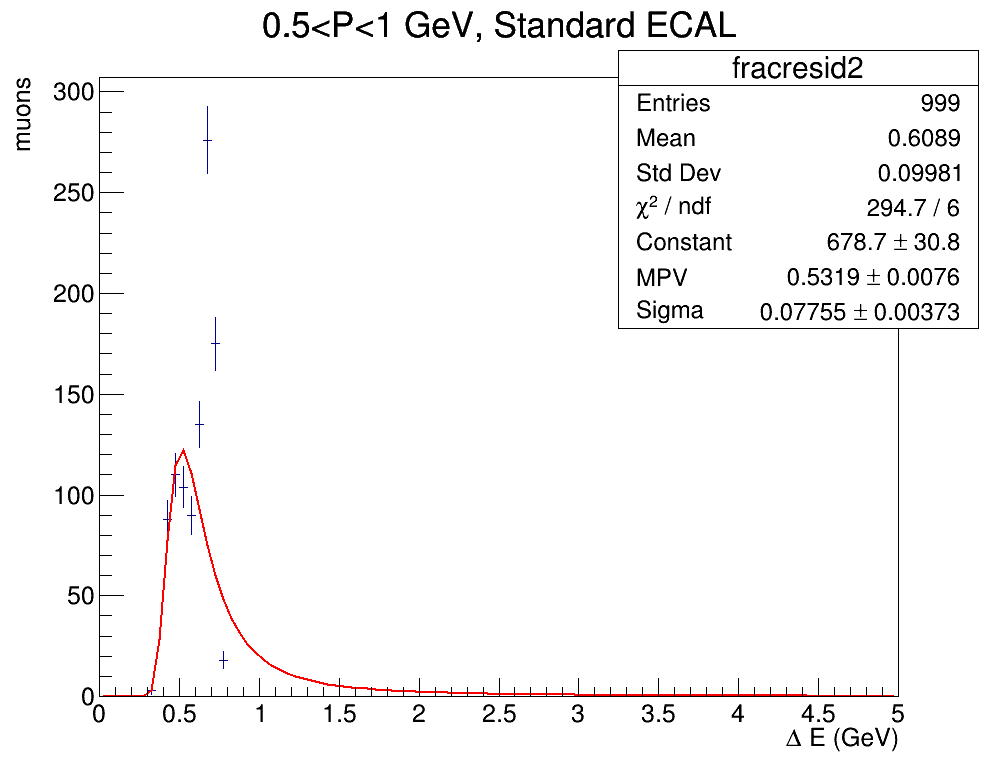 0.5<P<1 GeV, Standard ECAL
muons
fracresid2
Entries 999
Mean 0.6089
Std Dev 0.09981
χ² / ndf 294.7 / 6
Constant 678.7 ± 30.8
MPV 0.5319 ± 0.0076
Sigma 0.07755 ± 0.00373
300
250
200
150
100
50
0
0 0.5 1 1.5 2 2.5 3 3.5 4 4.5 5
Δ E (GeV)